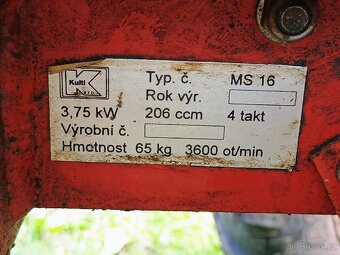 Kultl
s.r.o.
Typ. č. MS 16
Rok výr.
3,75 kW 206 ccm 4 takt
Výrobní č.
Hmotnost 65 kg 3600 ot/min